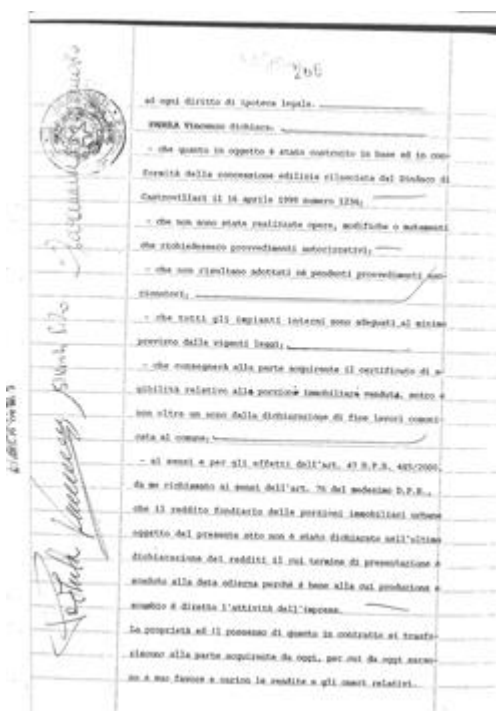 206
ad ogni diritto di ipoteca legale.
Vincenzo dichiara.
- che quanto in oggetto è stato costruito in base ed in con-
formità della concessione edilizia rilasciata dal Sindaco di
Castrovillari il 16 aprile 1999 numero 1236;
- che non sono state realizzate opere, modifiche o mutamenti
che richiedessero provvedimenti autorizzativi;
- che non risultano adottati né pendenti provvedimenti san-
zionatori;
- che tutti gli impianti interni sono adeguati al minimo
previsto dalle vigenti leggi;
- che consegnerà alla parte acquirente il certificato di a-
gibilità relativo alla porzione immobiliare venduta, entro e
non oltre un anno dalla dichiarazione di fine lavori comuni-
cata al comune;
- ai sensi e per gli effetti dell'art. 47 D.P.R. 445/2000,
da me richiamato ai sensi dell'art. 76 del medesimo D.P.R.,
che il reddito fondiario delle porzioni immobiliari urbane
oggetto del presente atto non è stato dichiarato nell'ultima
dichiarazione dei redditi il cui termine di presentazione è
scaduto alla data odierna perché è bene alla cui produzione e
scambio è diretto l'attività dell'impresa.
La proprietà ed il possesso di quanto in contratto si trasfe-
riscono alla parte acquirente da oggi, per cui da oggi saran-
no a suo favore e carico le rendite e gli oneri relativi.